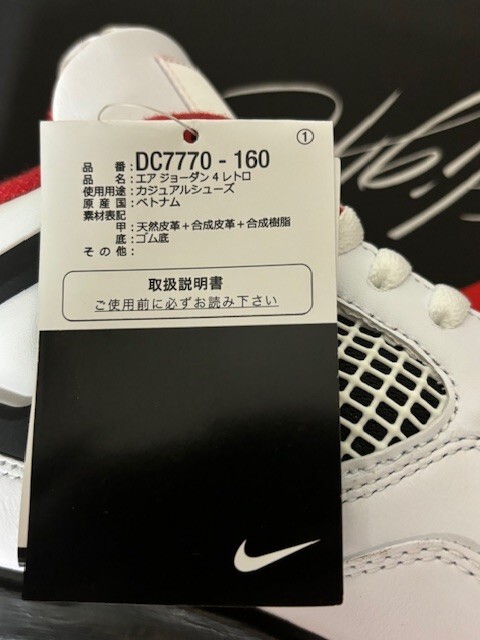 ①
品番：DC7770 - 160
品名：エア ジョーダン 4 レトロ
使用用途：カジュアルシューズ
原産国：ベトナム
素材表記
甲：天然皮革＋合成皮革＋合成樹脂
底：ゴム底
その他：
取扱説明書
ご使用前に必ずお読み下さい